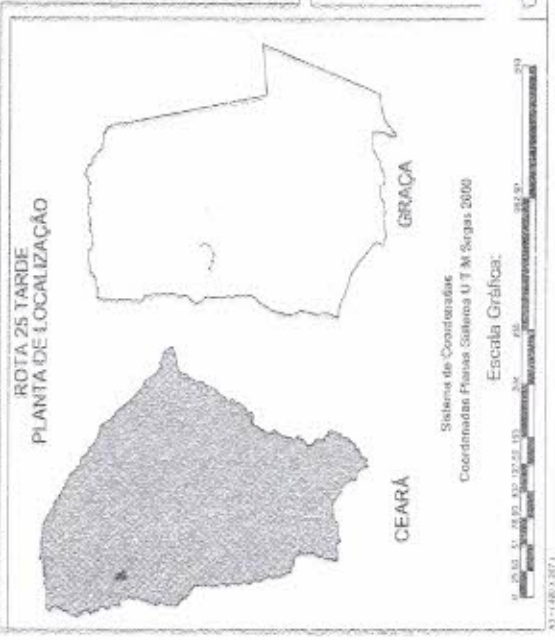 ROTA 25 TARDE
PLANTA DE LOCALIZAÇÃO
CEARÁ
GRAÇA
Sistema de Coordenadas
Coordenadas Planas Sistema U T M Sirgas 2000
Escala Gráfica: